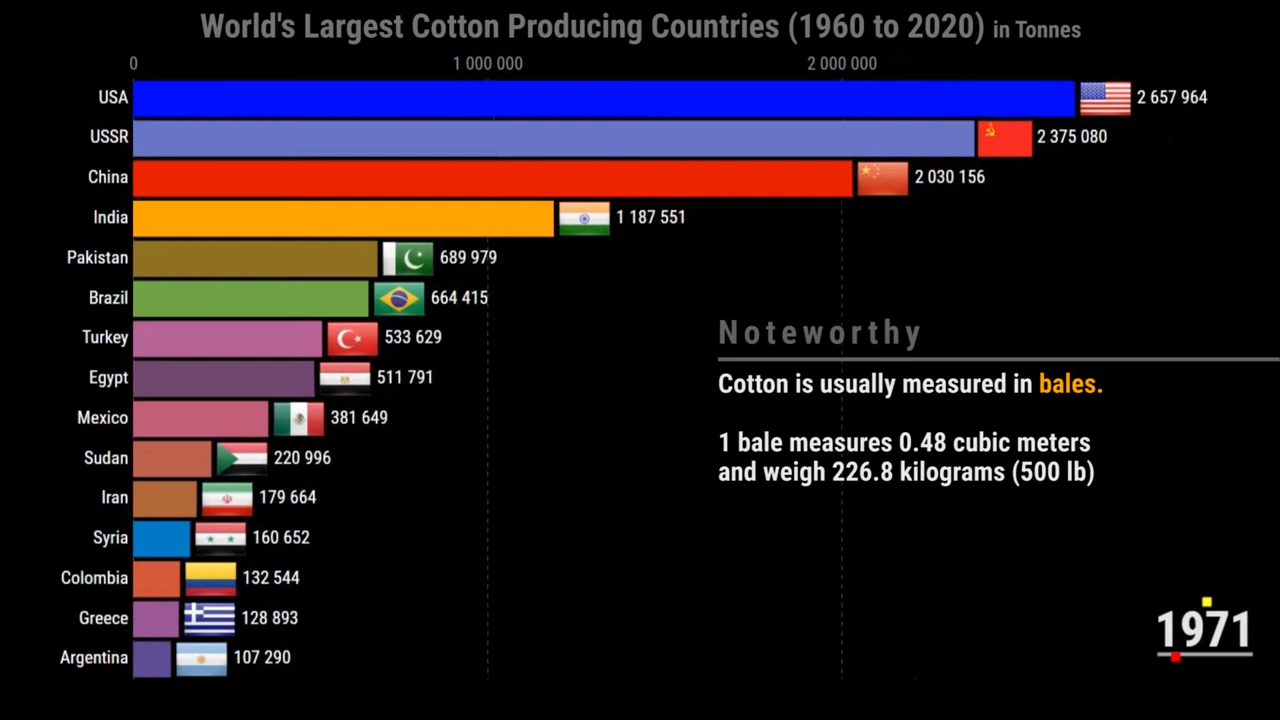 World's Largest Cotton Producing Countries (1960 to 2020) in Tonnes
0 1 000 000 2 000 000
USA 2 657 964
USSR 2 375 080
China 2 030 156
India 1 187 551
Pakistan 689 979
Brazil 664 415
Turkey 533 629
Egypt 511 791
Mexico 381 649
Sudan 220 996
Iran 179 664
Syria 160 652
Colombia 132 544
Greece 128 893
Argentina 107 290
Noteworthy
Cotton is usually measured in bales.
1 bale measures 0.48 cubic meters
and weigh 226.8 kilograms (500 lb)
1971